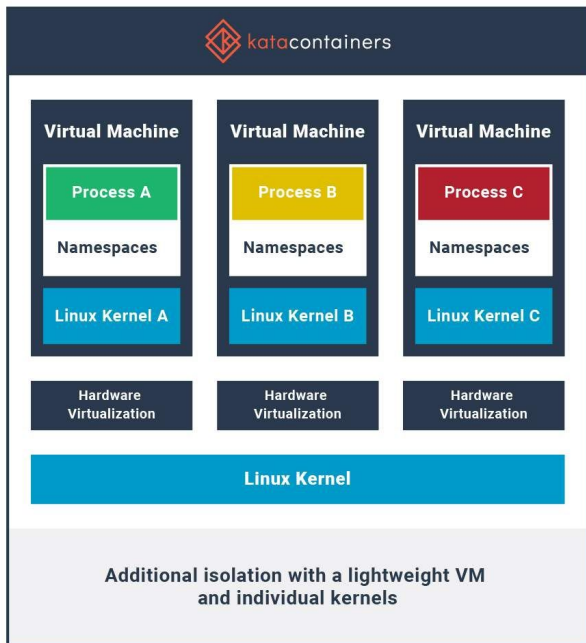 katacontainers
Virtual Machine
Process A
Namespaces
Linux Kernel A
Hardware
Virtualization
Virtual Machine
Process B
Namespaces
Linux Kernel B
Hardware
Virtualization
Virtual Machine
Process C
Namespaces
Linux Kernel C
Hardware
Virtualization
Linux Kernel
Additional isolation with a lightweight VM
and individual kernels